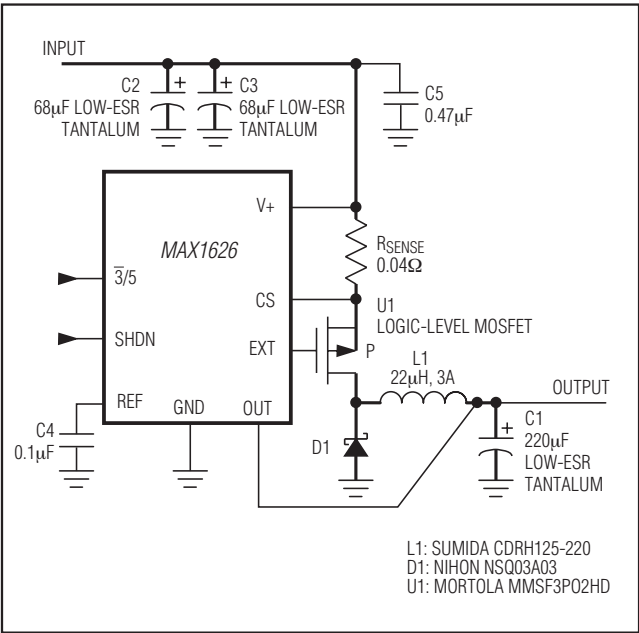 INPUT
C2
68μF LOW-ESR
TANTALUM
+
+
C3
68μF LOW-ESR
TANTALUM
C5
0.47μF
MAX1626
V+
3̅/5
CS
SHDN
EXT
REF
GND
OUT
RSENSE
0.04Ω
U1
LOGIC-LEVEL MOSFET
P
L1
22μH, 3A
OUTPUT
C4
0.1μF
D1
+
C1
220μF
LOW-ESR
TANTALUM
L1: SUMIDA CDRH125-220
D1: NIHON NSQ03A03
U1: MORTOLA MMSF3PO2HD